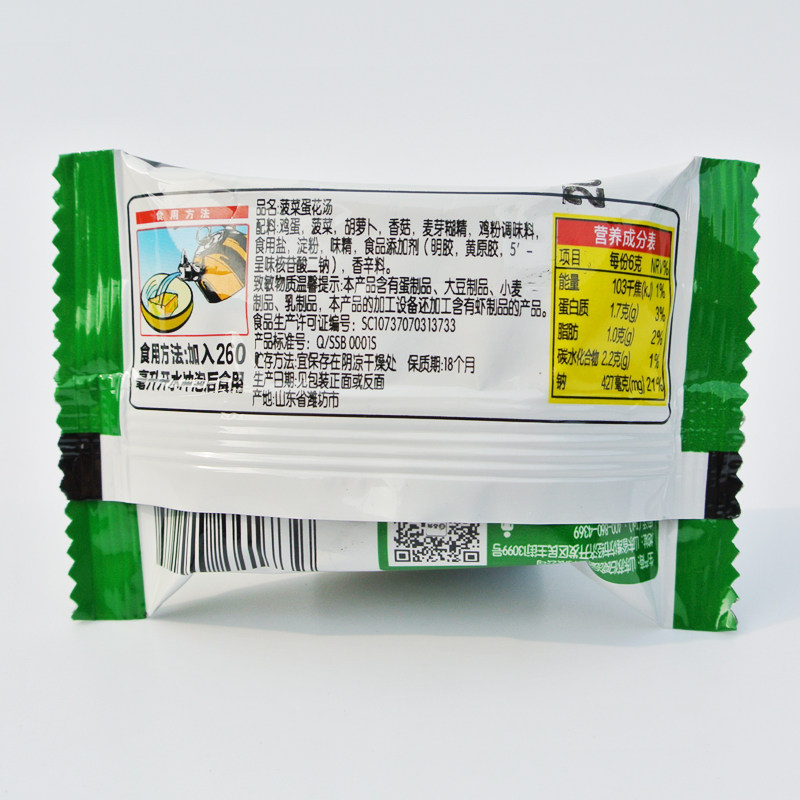 食用方法
食用方法:加入260
毫升开水冲泡后食用
品名:菠菜蛋花汤
配料:鸡蛋，菠菜，胡萝卜，香菇，麦芽糊精，鸡粉调味料，
食用盐，淀粉，味精，食品添加剂（明胶，黄原胶，5′-
呈味核苷酸二钠），香辛料。
致敏物质温馨提示:本产品含有蛋制品、大豆制品、小麦
制品、乳制品，本产品的加工设备还加工含有虾制品的产品。
食品生产许可证编号：SC10737070313733
产品标准号：Q/SSB 0001S
贮存方法:宜保存在阴凉干燥处 保质期:18个月
生产日期:见包装正面或反面
产地:山东省潍坊市
营养成分表
项目 每份6克 NRV%
能量 103千焦(kJ) 1%
蛋白质 1.7克(g) 3%
脂肪 1.0克(g) 2%
碳水化合物 2.2克(g) 1%
钠 427毫克(mg) 21%
400-860-4369